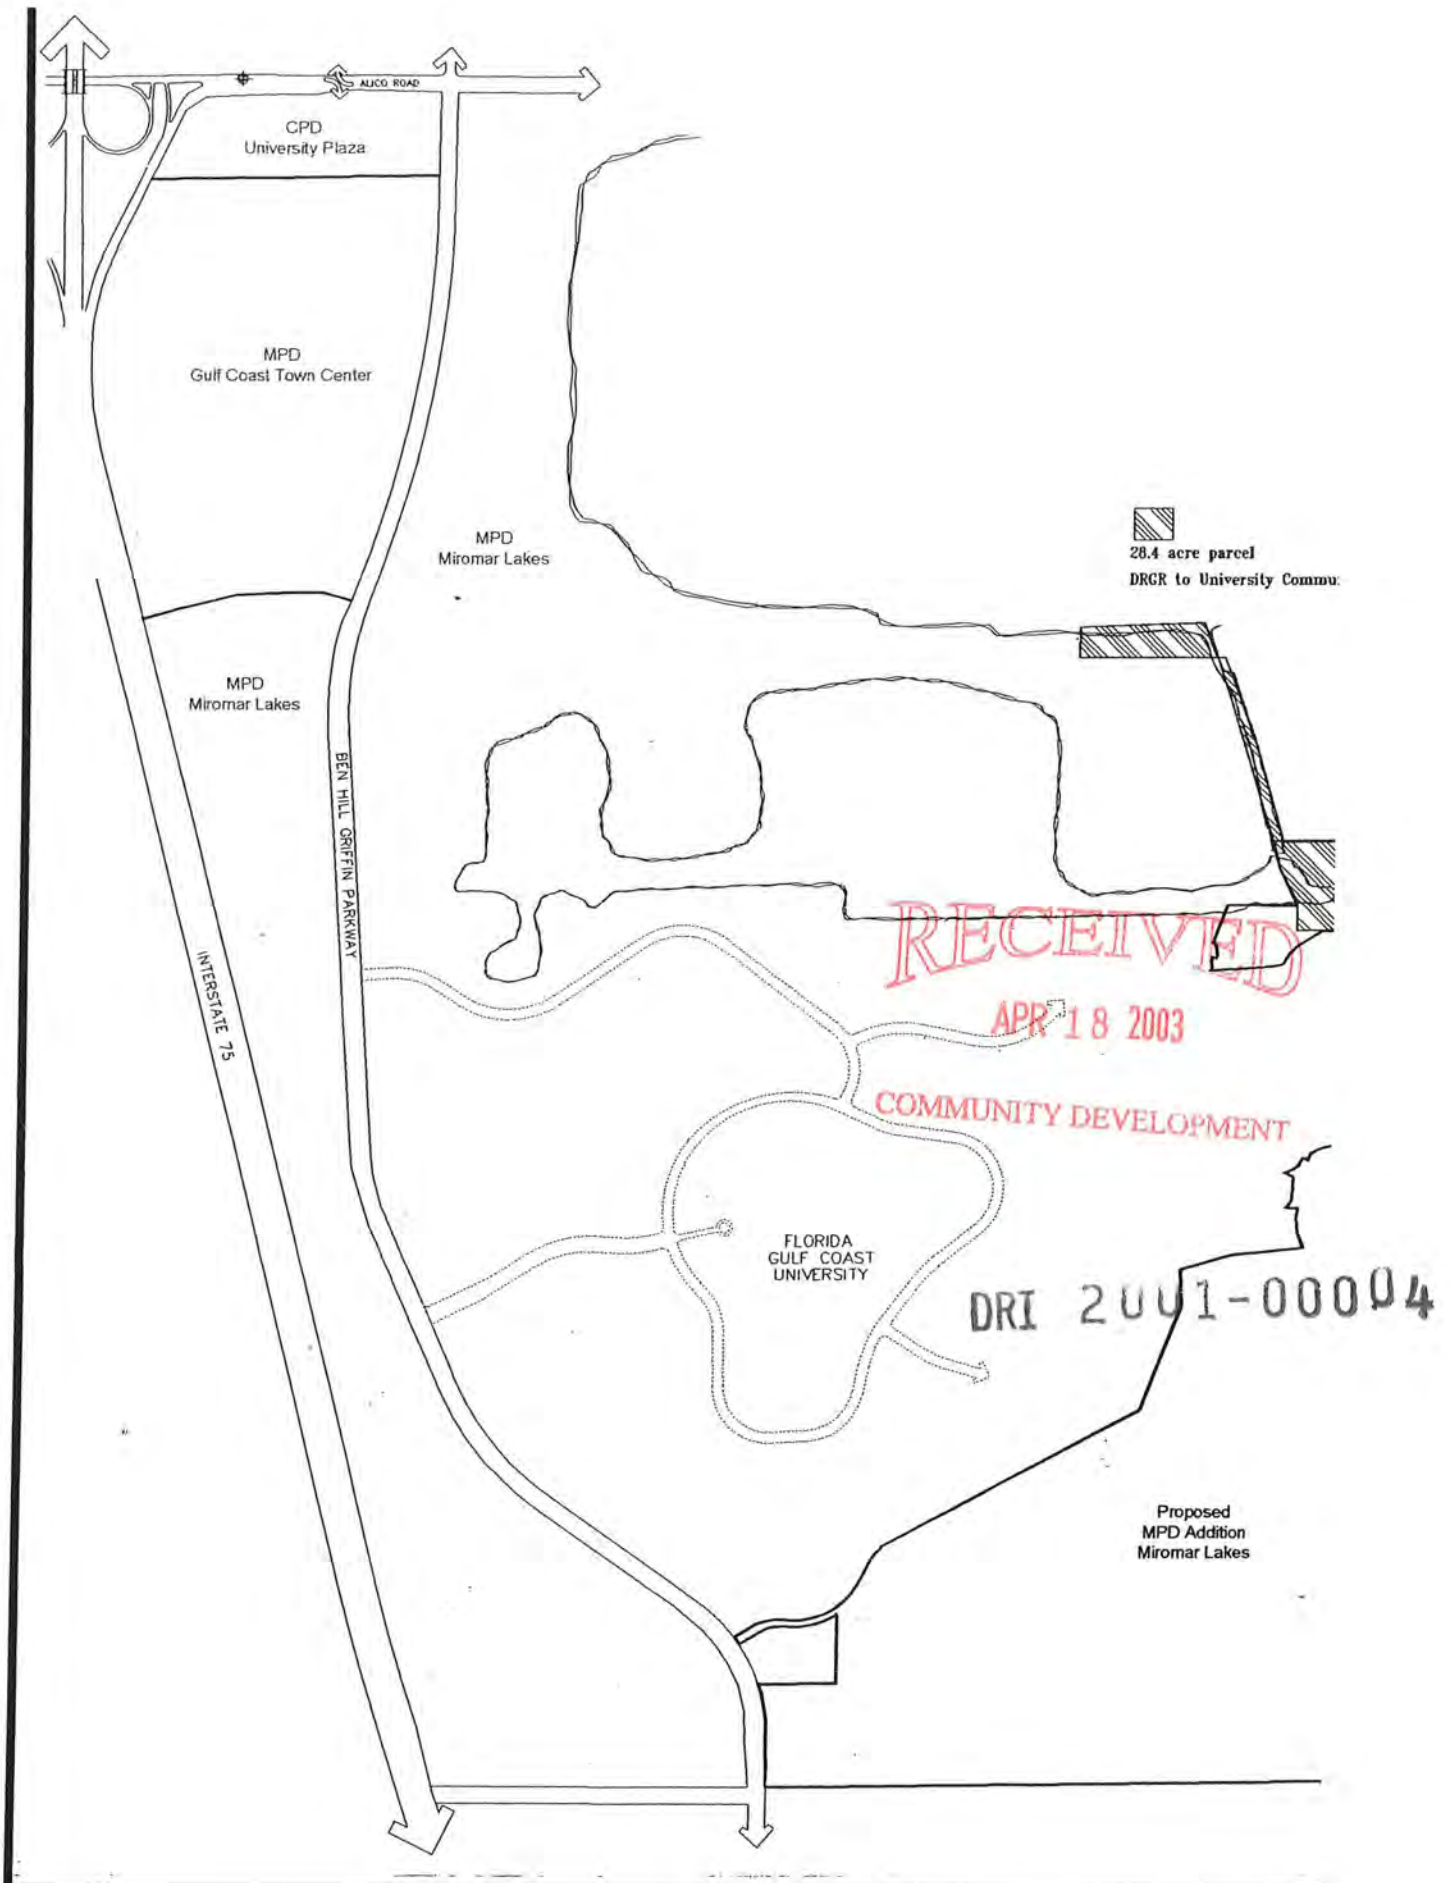 ALICO ROAD
CPD
University Plaza
MPD
Gulf Coast Town Center
MPD
Miromar Lakes
28.4 acre parcel
DRGR to University Commu
MPD
Miromar Lakes
BEN HILL GRIFFIN PARKWAY
INTERSTATE 75
RECEIVED
APR 18 2003
COMMUNITY DEVELOPMENT
FLORIDA
GULF COAST
UNIVERSITY
DRI 2001-00004
Proposed
MPD Addition
Miromar Lakes